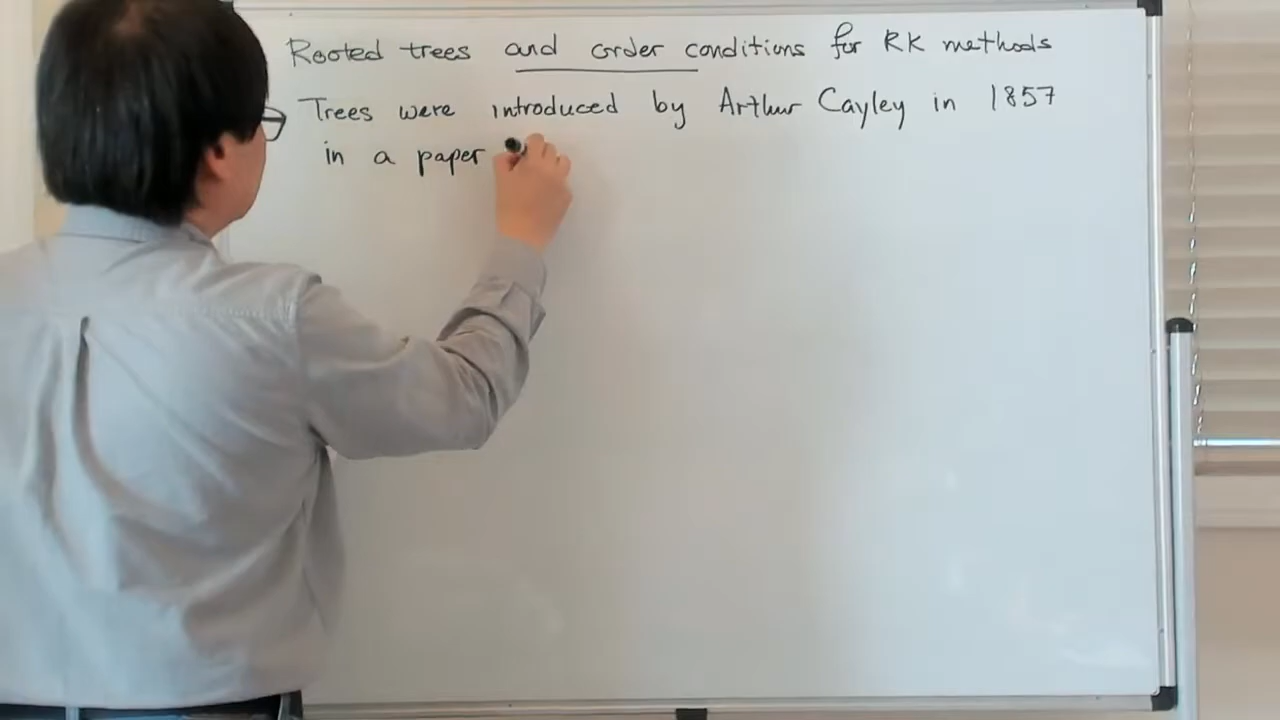 Rooted trees and order conditions for RK methods
Trees were introduced by Arthur Cayley in 1857
in a paper